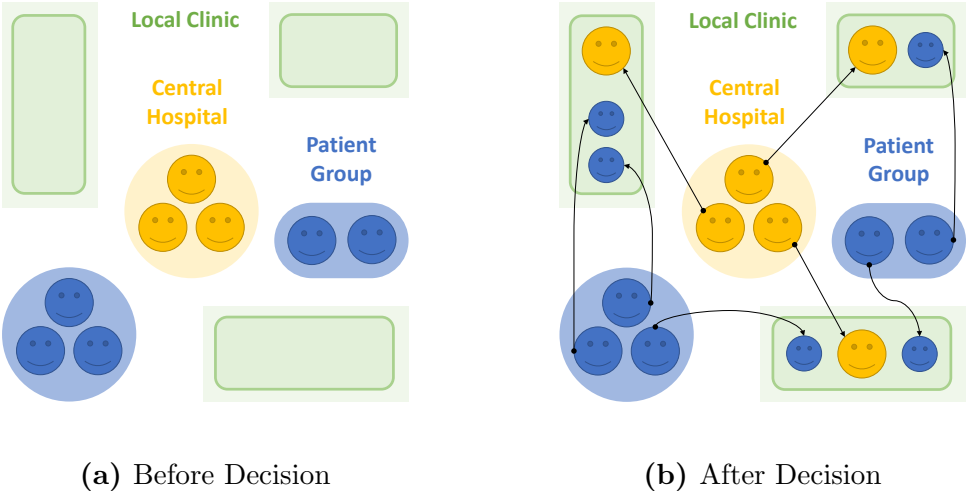 Local Clinic
Central
Hospital
Patient
Group
(a) Before Decision
Local Clinic
Central
Hospital
Patient
Group
(b) After Decision